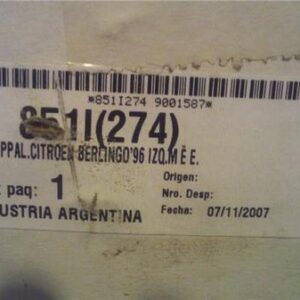 *851I274 9001587*
851I(274)
PPAL.CITROEN BERLINGO'96 IZQ.M E E.
Origen:
paq: 1
Nro. Desp:
USTRIA ARGENTINA
Fecha: 07/11/2007